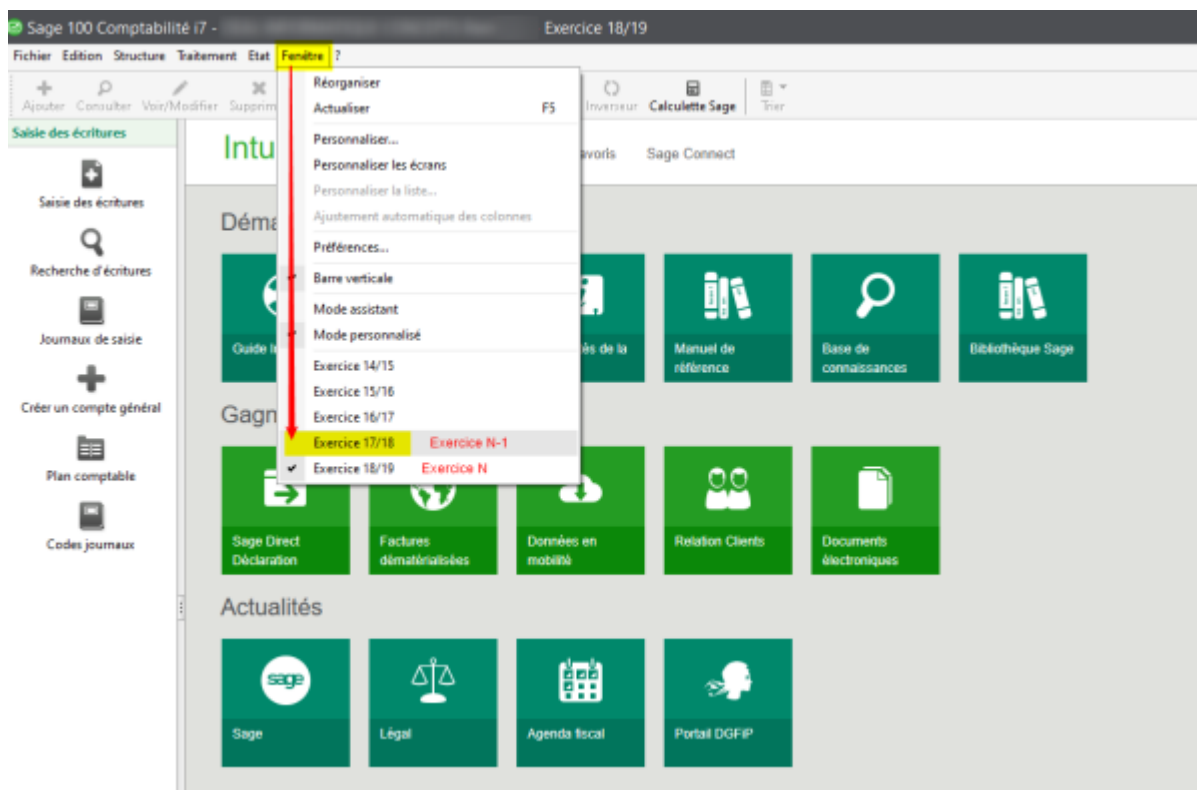 Sage 100 Comptabilité i7 - Exercice 18/19
Fichier Edition Structure Traitement Etat Fenêtre ?
Ajouter Consulter Voir/Modifier Supprim Inverseur Calculette Sage Trier
Saisie des écritures
Saisie des écritures
Recherche d'écritures
Journaux de saisie
Créer un compte général
Plan comptable
Codes journaux
Réorganiser
Actualiser F5
Personnaliser...
Personnaliser les écrans
Personnaliser la liste...
Ajustement automatique des colonnes
Préférences...
Barre verticale
Mode assistant
Mode personnalisé
Exercice 14/15
Exercice 15/16
Exercice 16/17
Exercice 17/18 Exercice N-1
Exercice 18/19 Exercice N
Intu avoris Sage Connect
Déma
Guide I
ès de la
Manuel de
référence
Base de
connaissances
Bibliothèque Sage
Gagn
Sage Direct
Déclaration
Factures
dématérialisées
Données en
mobilité
Relation Clients
Documents
électroniques
Actualités
sage
Sage
Légal
Agenda fiscal
Portail DGFiP